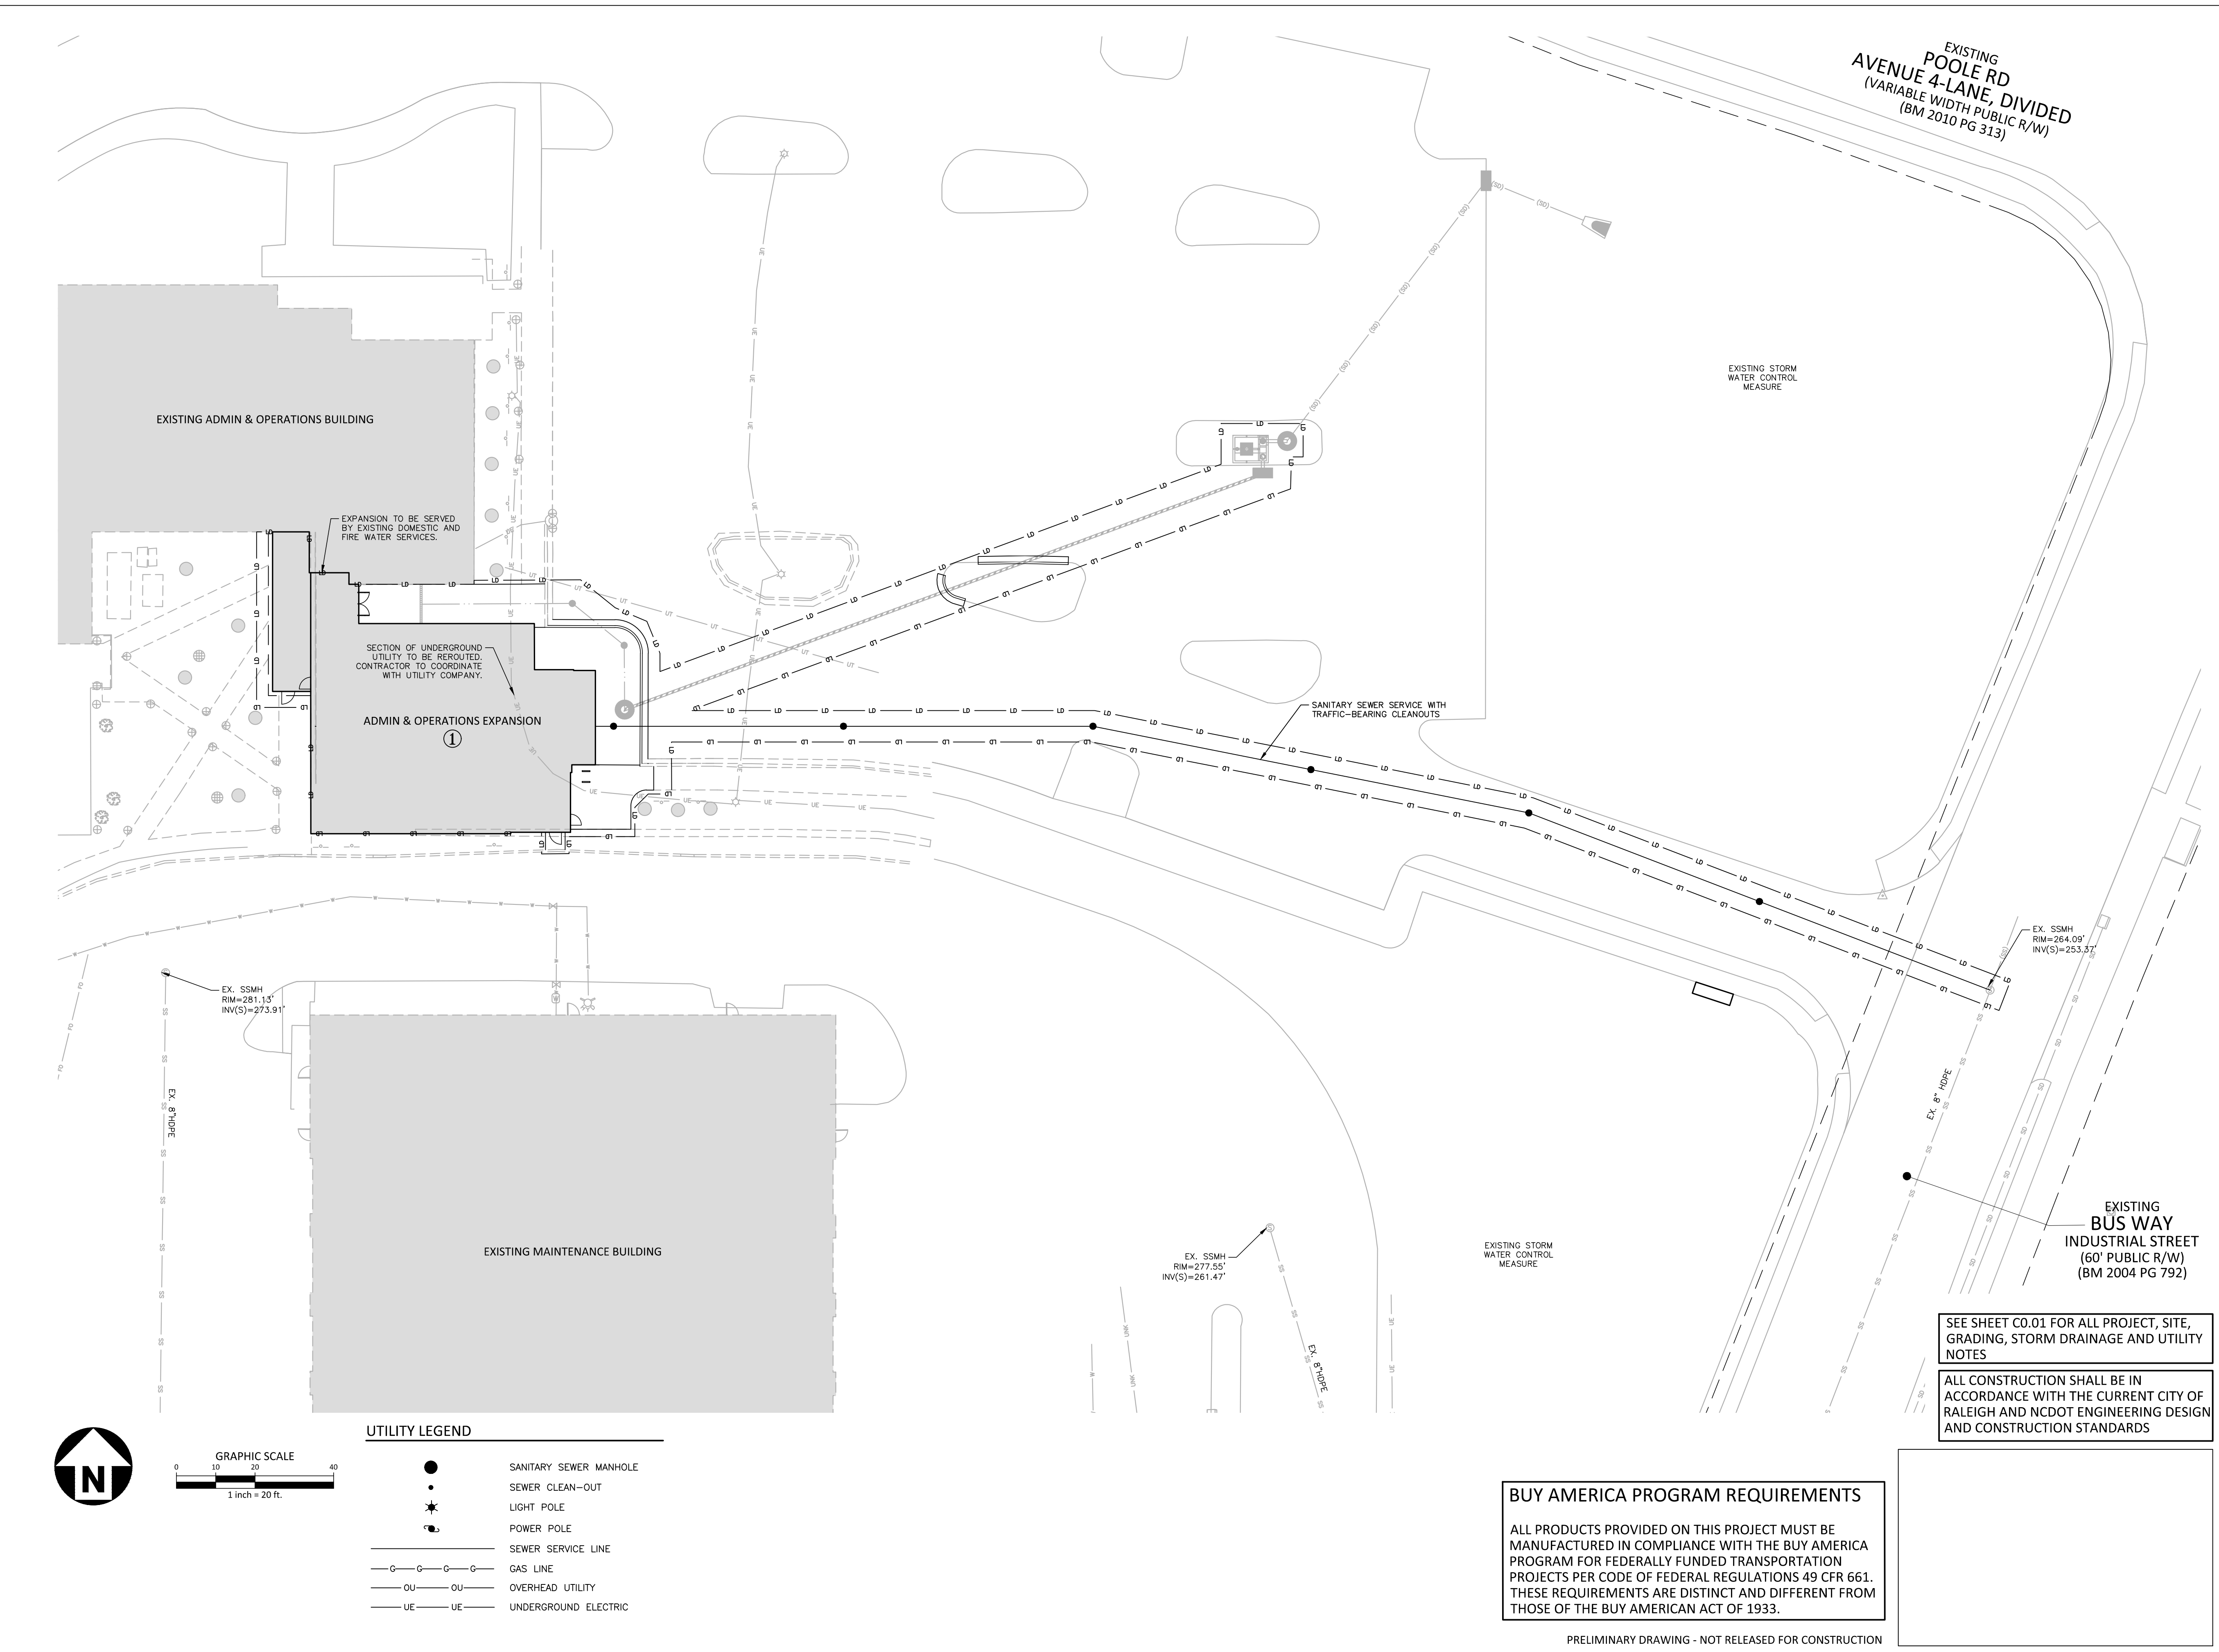 EXISTING
POOLE RD
AVENUE 4-LANE, DIVIDED
(VARIABLE WIDTH PUBLIC R/W)
(BM 2010 PG 313)
EXISTING STORM
WATER CONTROL
MEASURE
EXISTING ADMIN & OPERATIONS BUILDING
EXPANSION TO BE SERVED
BY EXISTING DOMESTIC AND
FIRE WATER SERVICES.
SECTION OF UNDERGROUND
UTILITY TO BE REROUTED.
CONTRACTOR TO COORDINATE
WITH UTILITY COMPANY.
ADMIN & OPERATIONS EXPANSION
1
SANITARY SEWER SERVICE WITH
TRAFFIC-BEARING CLEANOUTS
EX. SSMH
RIM=264.09'
INV(S)=253.37'
EX. SSMH
RIM=281.13'
INV(S)=273.91'
EX. 8"HDPE
EX. 8" HDPE
EXISTING MAINTENANCE BUILDING
EX. SSMH
RIM=277.55'
INV(S)=261.47'
EX. 8"HDPE
EXISTING STORM
WATER CONTROL
MEASURE
EXISTING
BUS WAY
INDUSTRIAL STREET
(60' PUBLIC R/W)
(BM 2004 PG 792)
SEE SHEET C0.01 FOR ALL PROJECT, SITE,
GRADING, STORM DRAINAGE AND UTILITY
NOTES
ALL CONSTRUCTION SHALL BE IN
ACCORDANCE WITH THE CURRENT CITY OF
RALEIGH AND NCDOT ENGINEERING DESIGN
AND CONSTRUCTION STANDARDS
N
GRAPHIC SCALE
0 10 20 40
1 inch = 20 ft.
UTILITY LEGEND
SANITARY SEWER MANHOLE
SEWER CLEAN-OUT
LIGHT POLE
POWER POLE
SEWER SERVICE LINE
G G G G GAS LINE
OU OU OVERHEAD UTILITY
UE UE UNDERGROUND ELECTRIC
BUY AMERICA PROGRAM REQUIREMENTS
ALL PRODUCTS PROVIDED ON THIS PROJECT MUST BE
MANUFACTURED IN COMPLIANCE WITH THE BUY AMERICA
PROGRAM FOR FEDERALLY FUNDED TRANSPORTATION
PROJECTS PER CODE OF FEDERAL REGULATIONS 49 CFR 661.
THESE REQUIREMENTS ARE DISTINCT AND DIFFERENT FROM
THOSE OF THE BUY AMERICAN ACT OF 1933.
PRELIMINARY DRAWING - NOT RELEASED FOR CONSTRUCTION